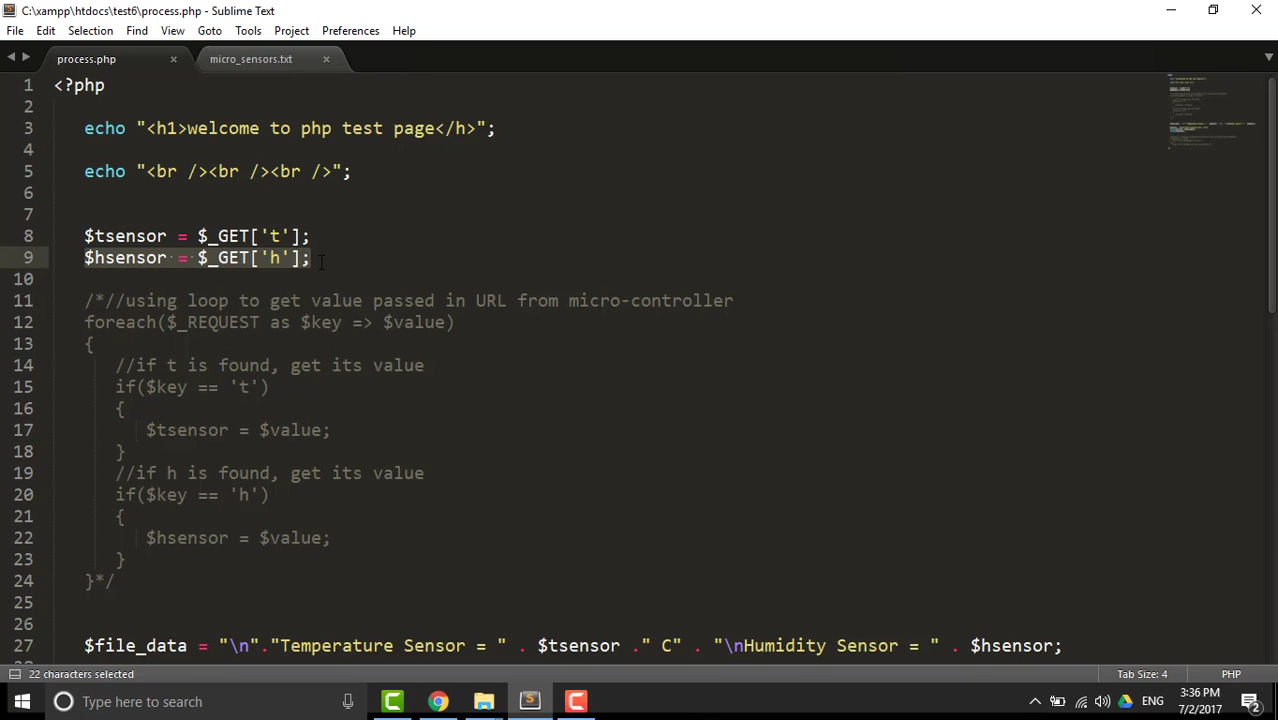 C:\xampp\htdocs\test6\process.php - Sublime Text
File Edit Selection Find View Goto Tools Project Preferences Help
process.php × micro_sensors.txt ×
1 <?php
2
3 echo "<h1>welcome to php test page</h>";
4
5 echo "<br /><br /><br />";
6
7
8 $tsensor = $_GET['t'];
9 $hsensor = $_GET['h'];
10
11 /*//using loop to get value passed in URL from micro-controller
12 foreach($_REQUEST as $key => $value)
13 {
14 //if t is found, get its value
15 if($key == 't')
16 {
17 $tsensor = $value;
18 }
19 //if h is found, get its value
20 if($key == 'h')
21 {
22 $hsensor = $value;
23 }
24 }*/
25
26
27 $file_data = "\n"."Temperature Sensor = " . $tsensor ." C" . "\nHumidity Sensor = " . $hsensor;
22 characters selected Tab Size: 4 PHP
Type here to search ENG 3:36 PM
7/2/2017 2